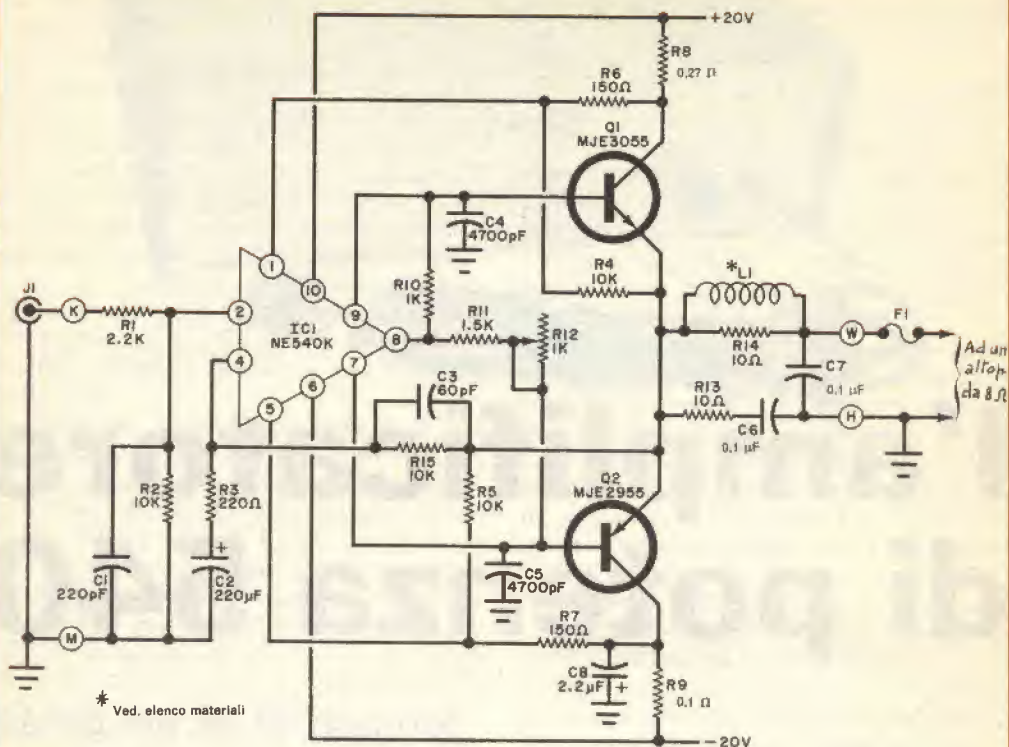 +20V
R8
0,27 Ω
R6
150Ω
Q1
MJE3055
C4
4700pF
R4
10K
*L1
J1
K
R1
2.2K
1
10
9
2
IC1
NE540K
8
4
7
6
5
R10
1K
R11
1.5K
R12
1K
R14
10Ω
W
F1
C7
0.1 µF
Ad un
altop.
da 8 Ω
C3
60pF
R13
10Ω
C6
0.1 µF
H
R15
10K
R5
10K
Q2
MJE2955
R2
10K
R3
220Ω
C5
4700pF
C1
220pF
+
C2
220µF
R7
150Ω
M
C8
2.2µF
+
R9
0.1 Ω
* Ved. elenco materiali
-20V